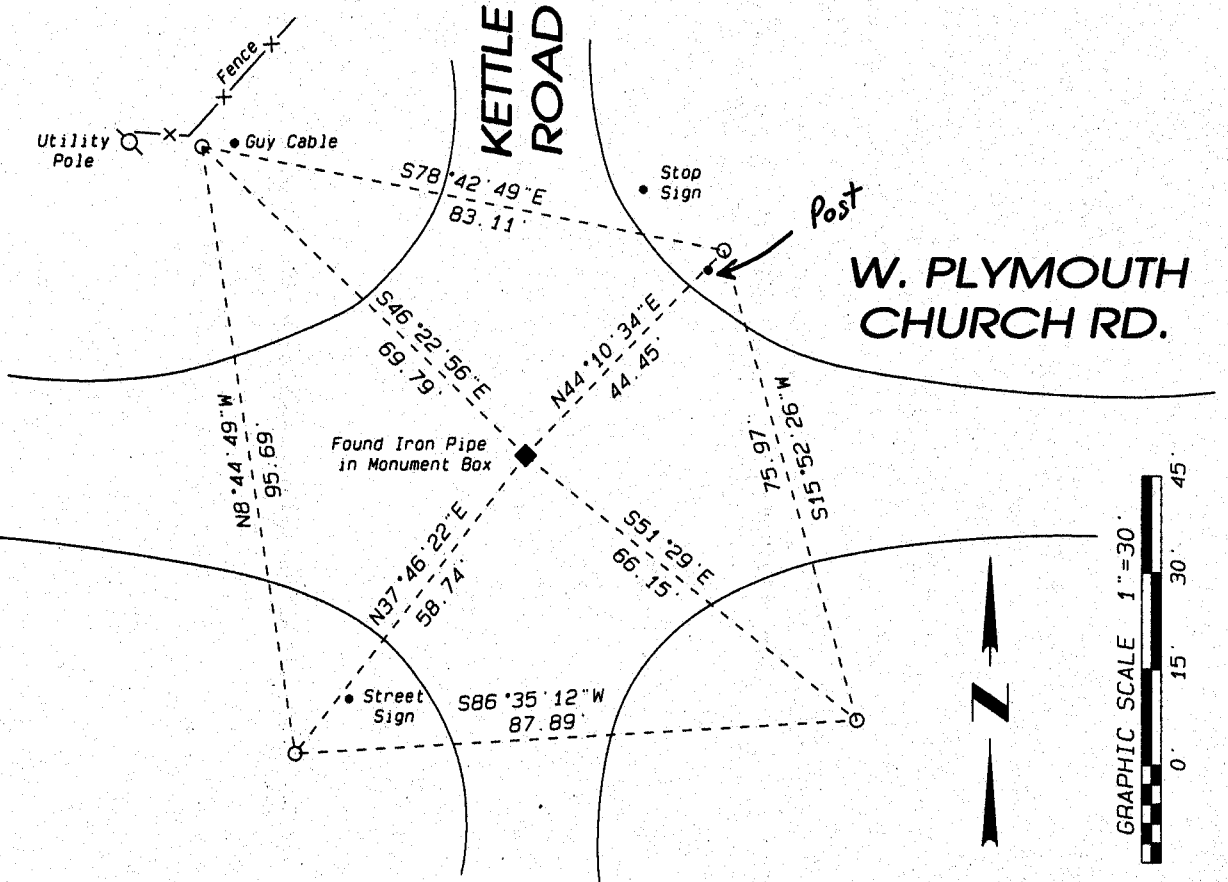 KETTLE
ROAD
Fence
Utility
Pole
Guy Cable
S78°42'49"E
83.11'
Stop
Sign
Post
W. PLYMOUTH
CHURCH RD.
S46°22'56"E
69.79'
N44°10'34"E
44.45'
N8°44'49"W
95.69'
Found Iron Pipe
in Monument Box
S15°52'26"W
75.97'
N37°46'22"E
58.74'
S51°29'E
66.15'
Street
Sign
S86°35'12"W
87.89'
N
GRAPHIC SCALE 1"=30'
0' 15' 30' 45'